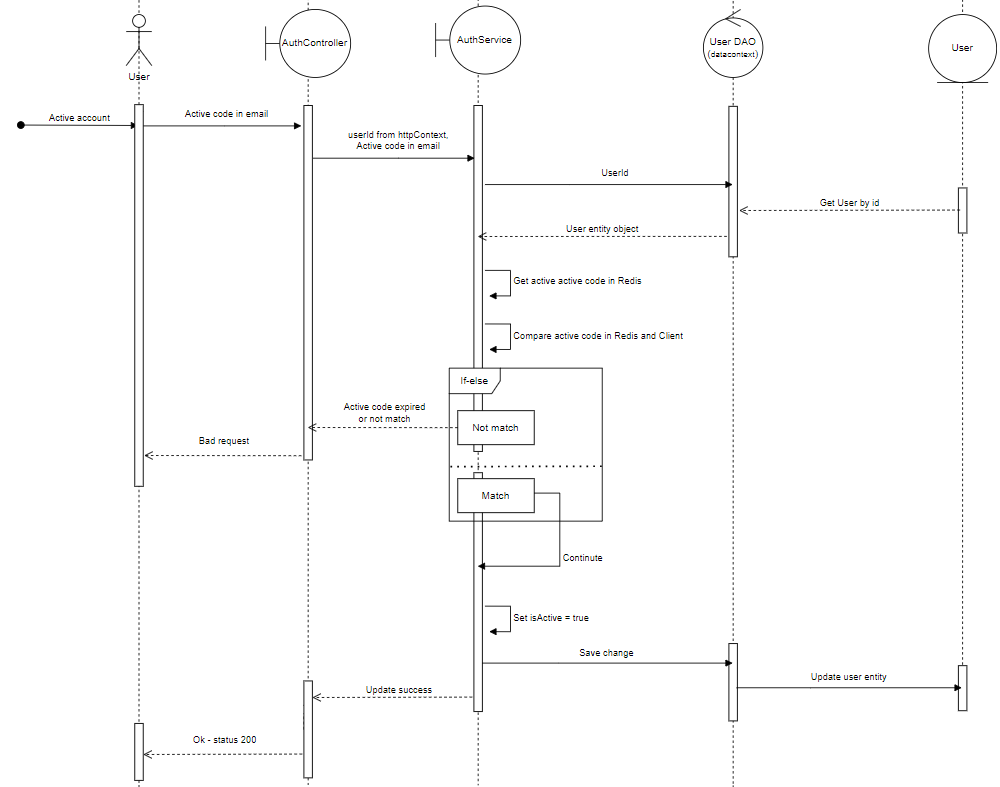 AuthController
AuthService
User DAO
(datacontext)
User
User
Active account
Active code in email
userId from httpContext,
Active code in email
UserId
Get User by id
User entity object
Get active active code in Redis
Compare active code in Redis and Client
If-else
Active code expired
or not match
Not match
Bad request
Match
Continute
Set isActive = true
Save change
Update user entity
Update success
Ok - status 200